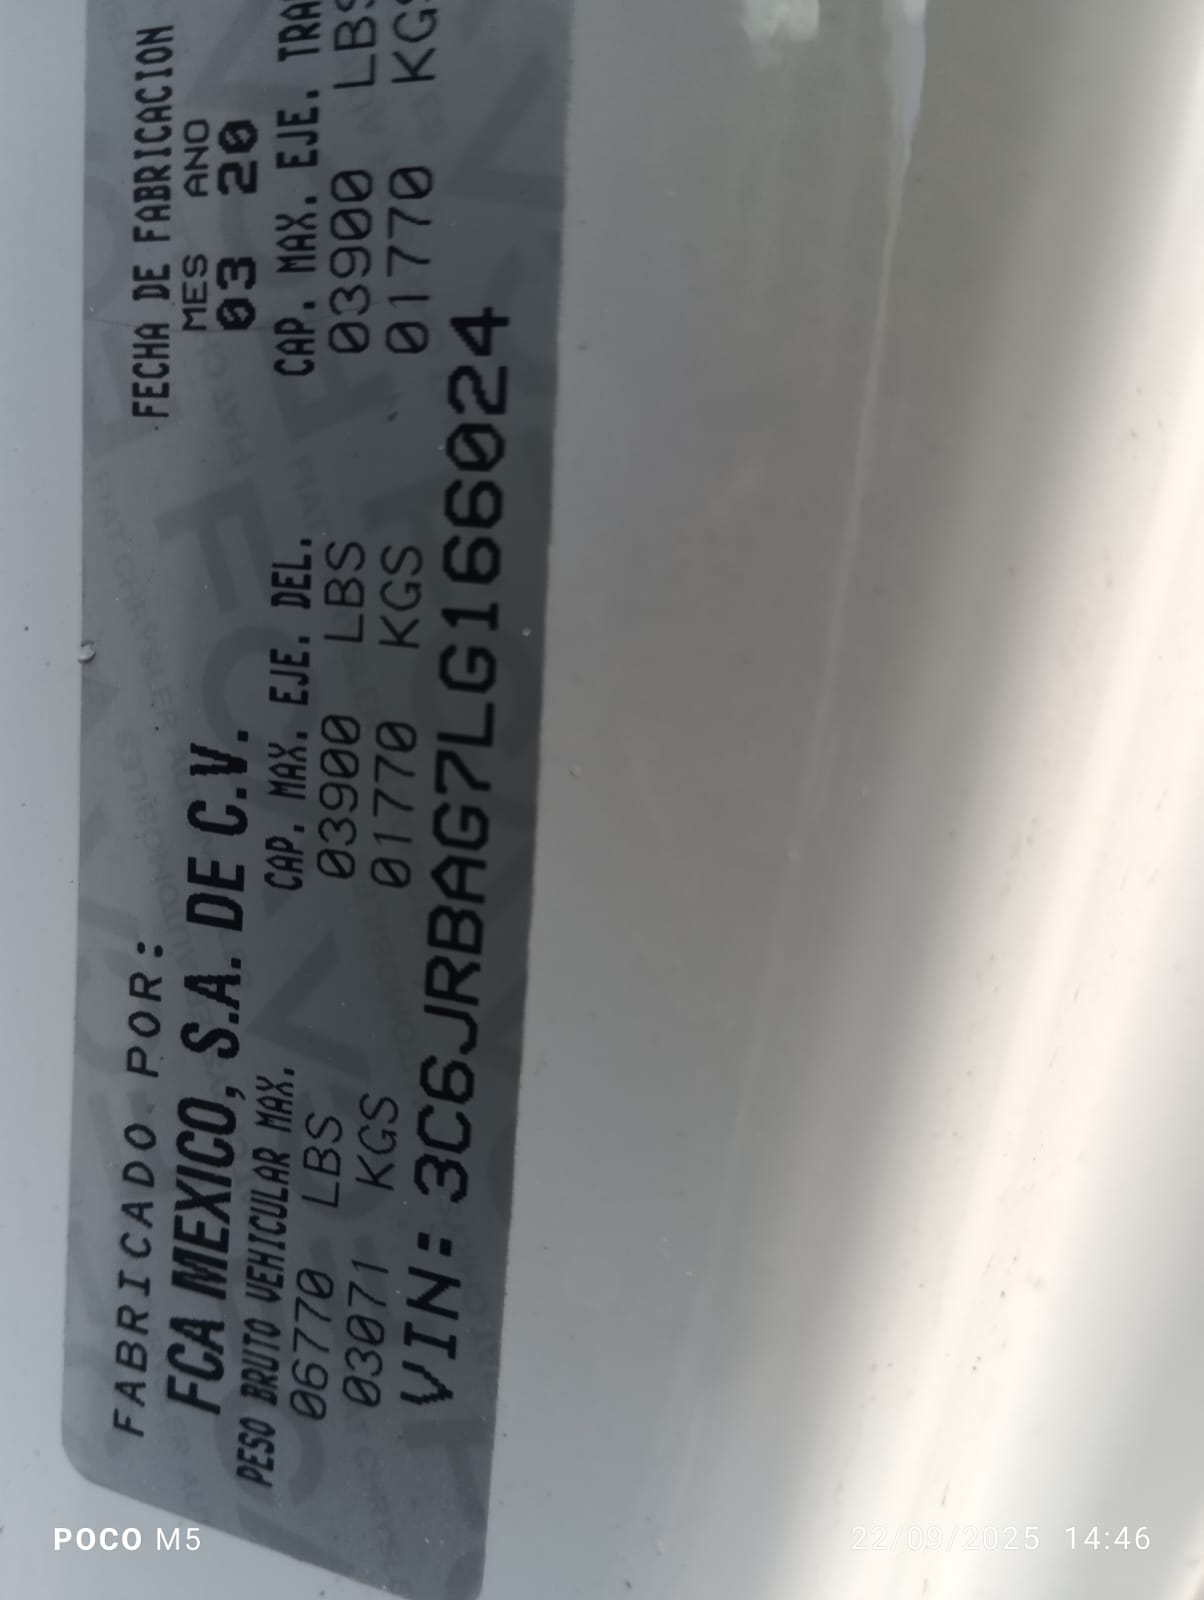 FABRICADO POR:
FECHA DE FABRICACION
FCA MEXICO, S.A. DE C.V.
MES ANO
03 20
PESO BRUTO VEHICULAR MAX. CAP. MAX. EJE. DEL. CAP. MAX. EJE.
06770 LBS 03900 LBS 03900 LBS
03071 KGS 01770 KGS 01770 KGS
VIN: 3C6JRBAG7LG166024
POCO M5
22/09/2025 14:46